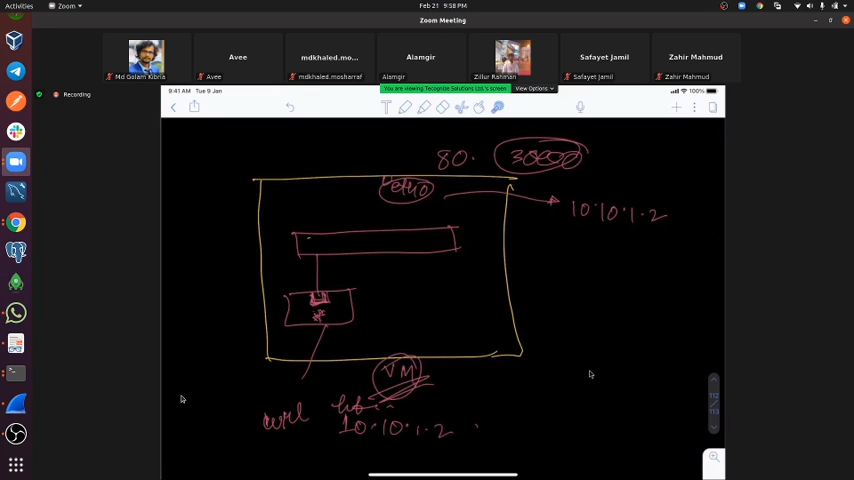 Activities Zoom Feb 21 9:58 PM
Zoom Meeting
Avee mdkhaled.mo... Alamgir Safayet Jamil Zahir Mahmud
Md Golam Kibria Avee mdkhaled.mosharraf Alamgir Zillur Rahman Safayet Jamil Zahir Mahmud
Recording You are viewing Tecognize Solutions Ltd.'s screen View Options
9:41 AM Tue 9 Jan 100%
T
80. 30000
10.10.1.2
VM
curl
10.10.1.2
112
113